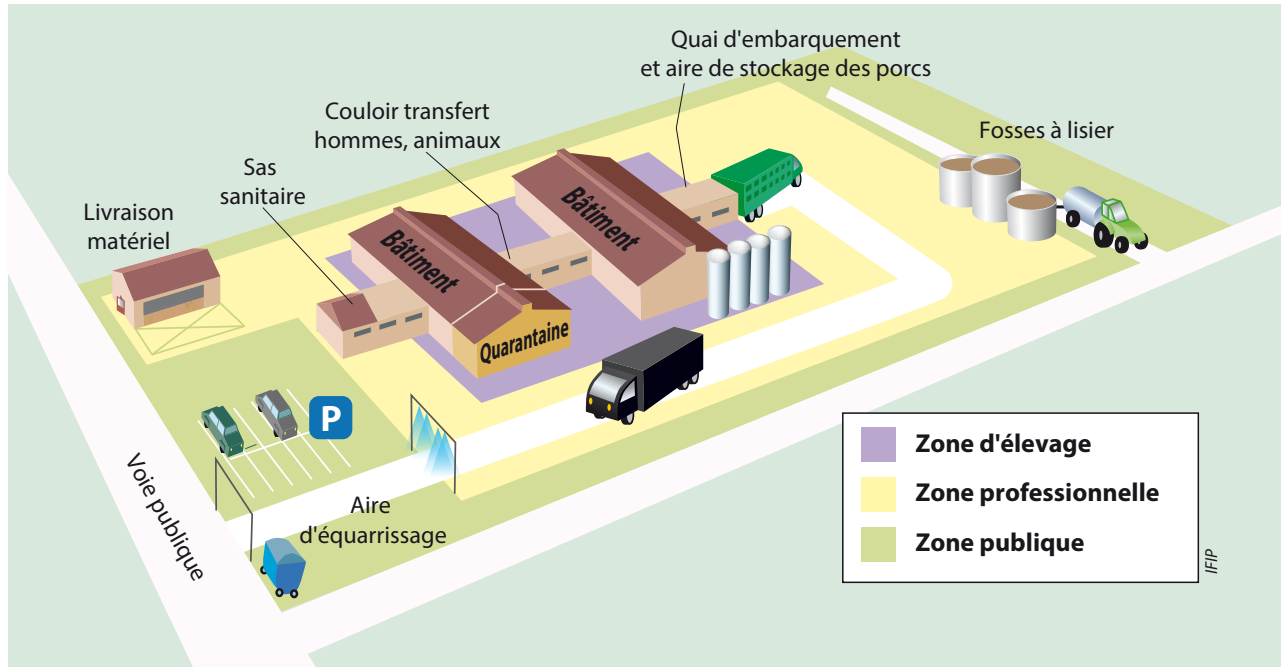 Quai d'embarquement
et aire de stockage des porcs
Couloir transfert
hommes, animaux
Fosses à lisier
Sas
sanitaire
Livraison
matériel
Bâtiment
Bâtiment
Quarantaine
P
Voie publique
Aire
d'équarrissage
Zone d'élevage
Zone professionnelle
Zone publique
IFIP